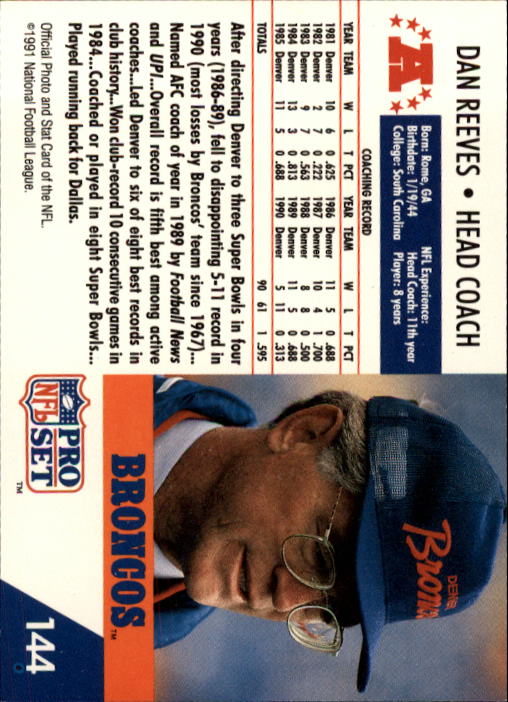 DAN REEVES • HEAD COACH
A
Born: Rome, GA
Birthdate: 1/19/44
College: South Carolina
NFL Experience:
Head Coach: 11th year
Player: 8 years
COACHING RECORD
YEAR TEAM W L T PCT YEAR TEAM W L T PCT
1981 Denver 10 6 0 .625 1986 Denver 11 5 0 .688
1982 Denver 2 7 0 .222 1987 Denver 10 4 1 .700
1983 Denver 9 7 0 .563 1988 Denver 8 8 0 .500
1984 Denver 13 3 0 .813 1989 Denver 11 5 0 .688
1985 Denver 11 5 0 .688 1990 Denver 5 11 0 .313
TOTALS 90 61 1 .595
After directing Denver to three Super Bowls in four
years (1986-89), fell to disappointing 5-11 record in
1990 (most losses by Broncos' team since 1967)...
Named AFC coach of year in 1989 by Football News
and UPI...Overall record is fifth best among active
coaches...Led Denver to six of eight best records in
club history...Won club-record 10 consecutive games in
1984...Coached or played in eight Super Bowls...
Played running back for Dallas.
Official Photo and Stat Card of the NFL.
©1991 National Football League.
PRO
NFL
SET
TM
DENVE
Bronco
BRONCOS™
144